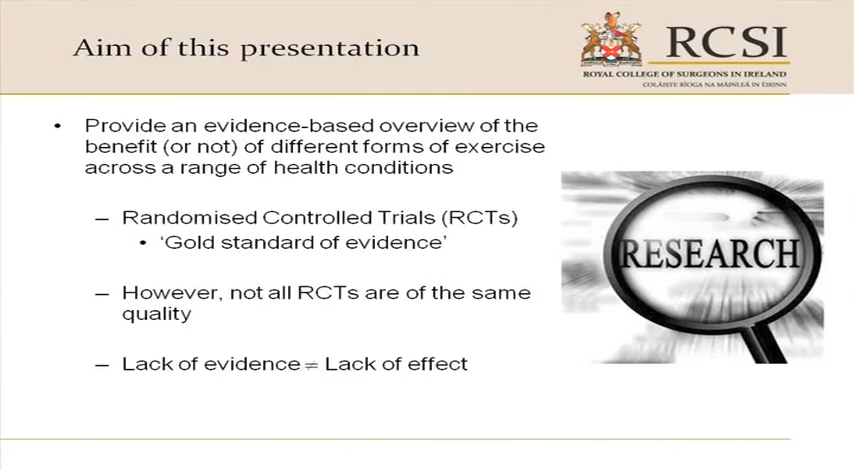 Aim of this presentation
RCSI
ROYAL COLLEGE OF SURGEONS IN IRELAND
COLÁISTE RÍOGA NA MÁINLEÁ IN ÉIRINN
• Provide an evidence-based overview of the
benefit (or not) of different forms of exercise
across a range of health conditions
– Randomised Controlled Trials (RCTs)
• ‘Gold standard of evidence’
– However, not all RCTs are of the same
quality
– Lack of evidence ≠ Lack of effect
RESEARCH